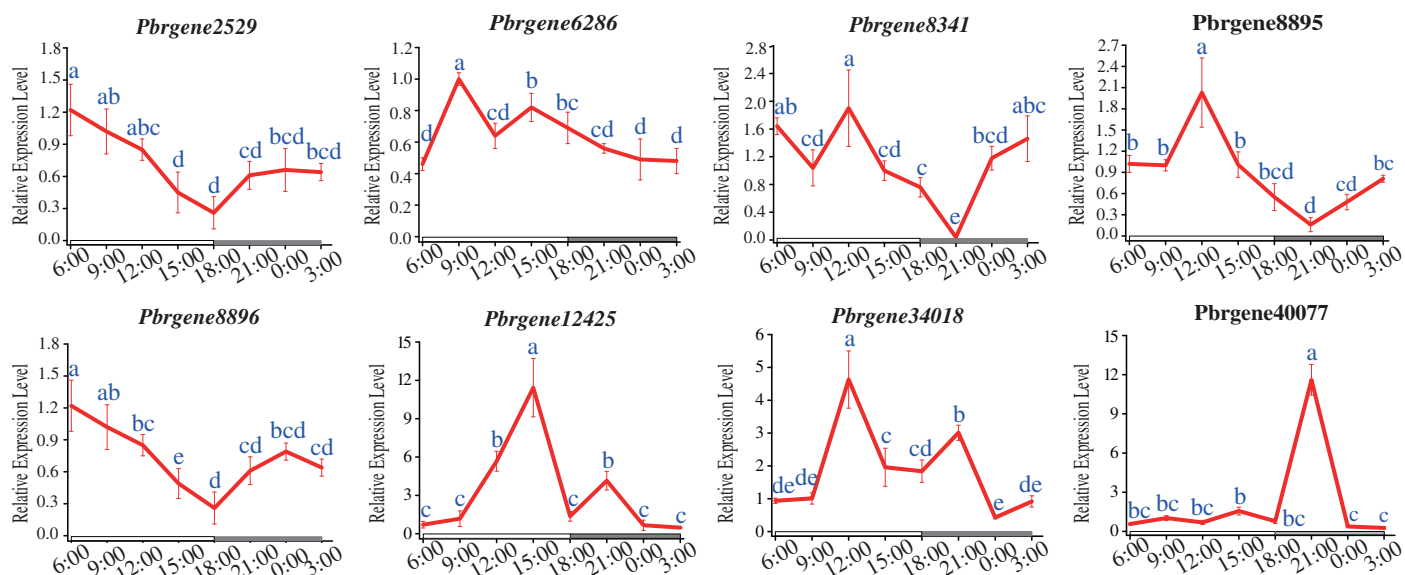 Pbrgene2529
Relative Expression Level
1.8
1.5
1.2
0.9
0.6
0.3
0.0
a
ab
abc
d
d
cd
bcd
bcd
6:00
9:00
12:00
15:00
18:00
21:00
0:00
3:00
Pbrgene6286
Relative Expression Level
1.2
1.0
0.8
0.6
0.4
0.2
0.0
d
a
cd
b
bc
cd
d
d
6:00
9:00
12:00
15:00
18:00
21:00
0:00
3:00
Pbrgene8341
Relative Expression Level
2.8
2.4
2.0
1.6
1.2
0.8
0.4
0.0
ab
cd
a
cd
c
e
bcd
abc
6:00
9:00
12:00
15:00
18:00
21:00
0:00
3:00
Pbrgene8895
Relative Expression Level
2.7
2.4
2.1
1.8
1.5
1.2
0.9
0.6
0.3
0.0
b
b
a
b
bcd
d
cd
bc
6:00
9:00
12:00
15:00
18:00
21:00
0:00
3:00
Pbrgene8896
Relative Expression Level
1.8
1.5
1.2
0.9
0.6
0.3
0.0
a
ab
bc
e
d
cd
bcd
cd
6:00
9:00
12:00
15:00
18:00
21:00
0:00
3:00
Pbrgene12425
Relative Expression Level
15
12
9
6
3
0
c
c
b
a
c
b
c
c
6:00
9:00
12:00
15:00
18:00
21:00
0:00
3:00
Pbrgene34018
Relative Expression Level
6
5
4
3
2
1
0
de
de
a
c
cd
b
e
de
6:00
9:00
12:00
15:00
18:00
21:00
0:00
3:00
Pbrgene40077
Relative Expression Level
15
12
9
6
3
0
bc
bc
bc
b
bc
a
c
c
6:00
9:00
12:00
15:00
18:00
21:00
0:00
3:00